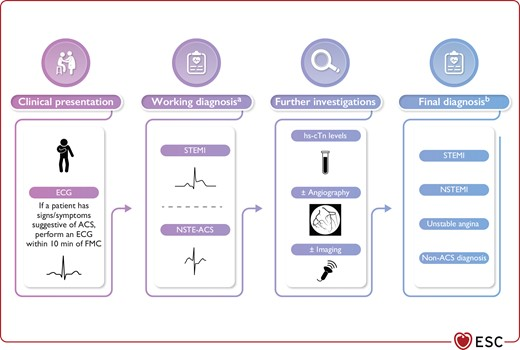 Clinical presentation
Working diagnosisᵃ
Further investigations
Final diagnosisᵇ
ECG
If a patient has
signs/symptoms
suggestive of ACS,
perform an ECG
within 10 min of FMC
STEMI
NSTE-ACS
hs-cTn levels
± Angiography
± Imaging
STEMI
NSTEMI
Unstable angina
Non-ACS diagnosis
ESC